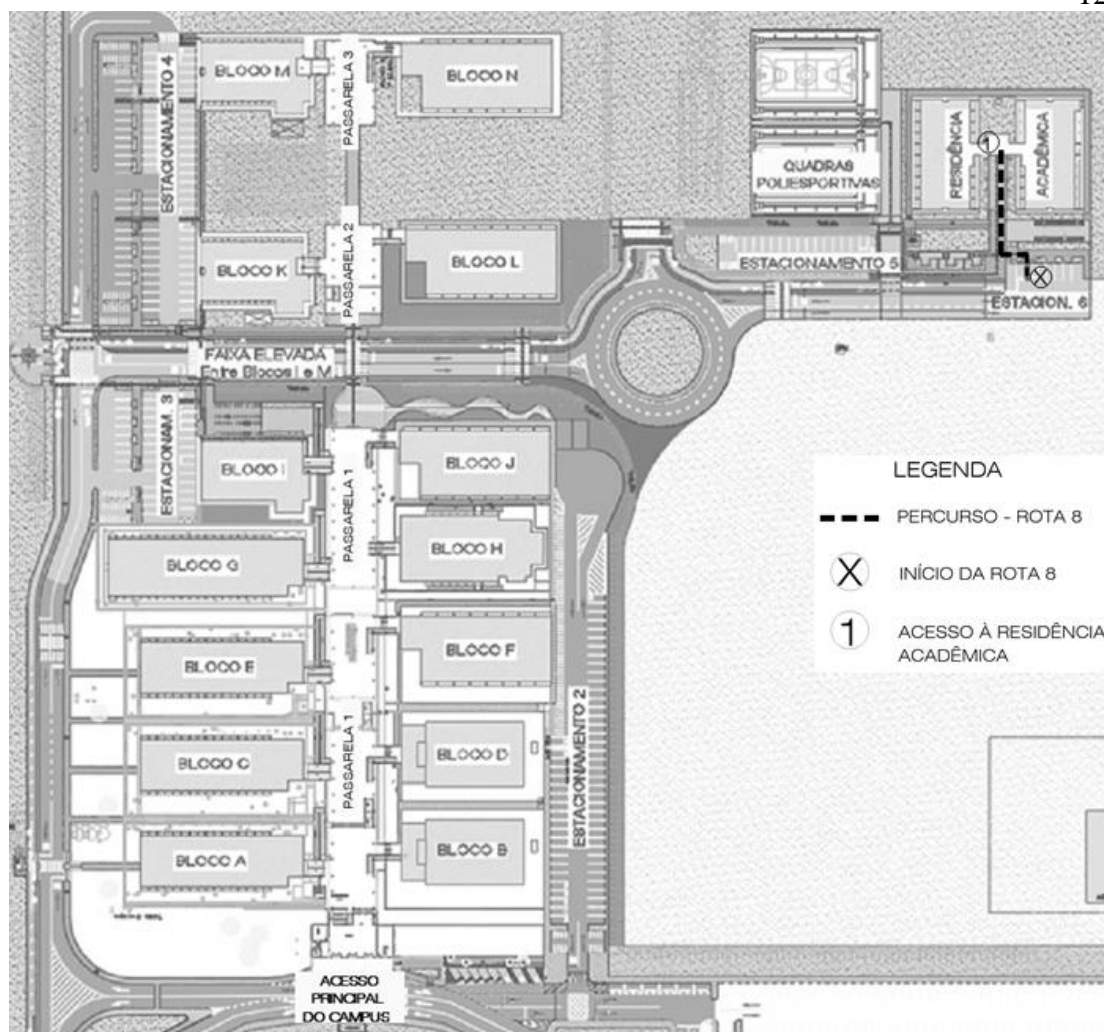 12
BLOCO M
BLOCO N
PASSARELA 3
ESTACIONAMENTO 4
QUADRAS
POLIESPORTIVAS
RESIDÊNCIA
ACADÊMICA
1
BLOCO K
PASSARELA 2
BLOCO L
ESTACIONAMENTO 5
X
ESTACION. 6
FAIXA ELEVADA
Entre Blocos I e M
ESTACIONAM. 3
BLOCO I
PASSARELA 1
BLOCO J
BLOCO G
BLOCO H
BLOCO E
BLOCO F
BLOCO C
PASSARELA 1
BLOCO D
ESTACIONAMENTO 2
BLOCO A
BLOCO B
ACESSO
PRINCIPAL
DO CAMPUS
LEGENDA
PERCURSO - ROTA 8
X INÍCIO DA ROTA 8
1 ACESSO À RESIDÊNCIA
ACADÊMICA